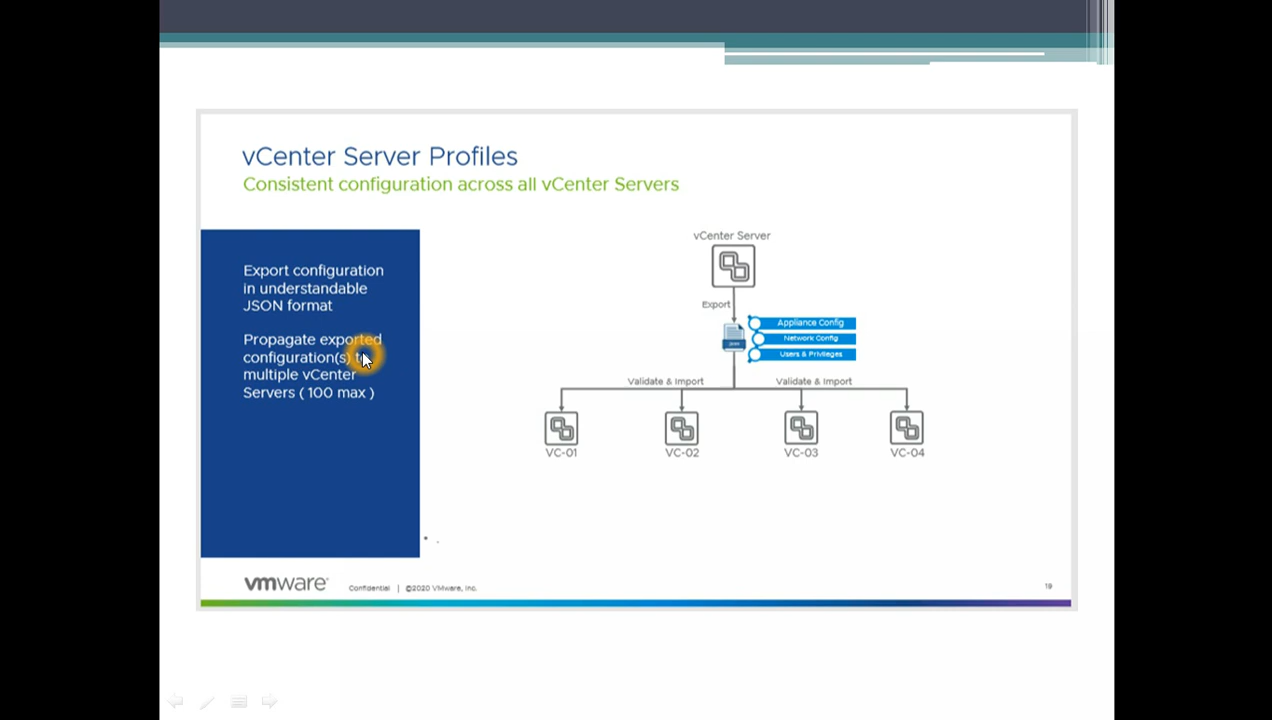 vCenter Server Profiles
Consistent configuration across all vCenter Servers
Export configuration
in understandable
JSON format
Propagate exported
configuration(s) to
multiple vCenter
Servers ( 100 max )
vCenter Server
Export
JSON
Appliance Config
Network Config
Users & Privileges
Validate & Import
Validate & Import
VC-01
VC-02
VC-03
VC-04
vmware
Confidential | ©2020 VMware, Inc.
19